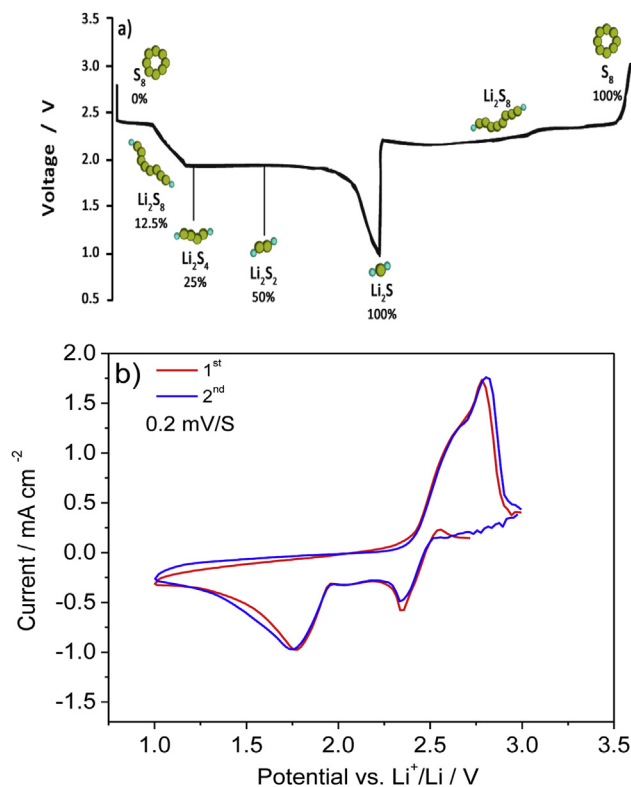 a)
3.5
3.0
2.5
2.0
1.5
1.0
0.5
Voltage / V
S8
0%
Li2S8
12.5%
Li2S4
25%
Li2S2
50%
Li2S
100%
Li2S8
S8
100%
b)
1st
2nd
0.2 mV/S
2.0
1.5
1.0
0.5
0.0
-0.5
-1.0
-1.5
Current / mA cm-2
1.0 1.5 2.0 2.5 3.0 3.5
Potential vs. Li+/Li / V